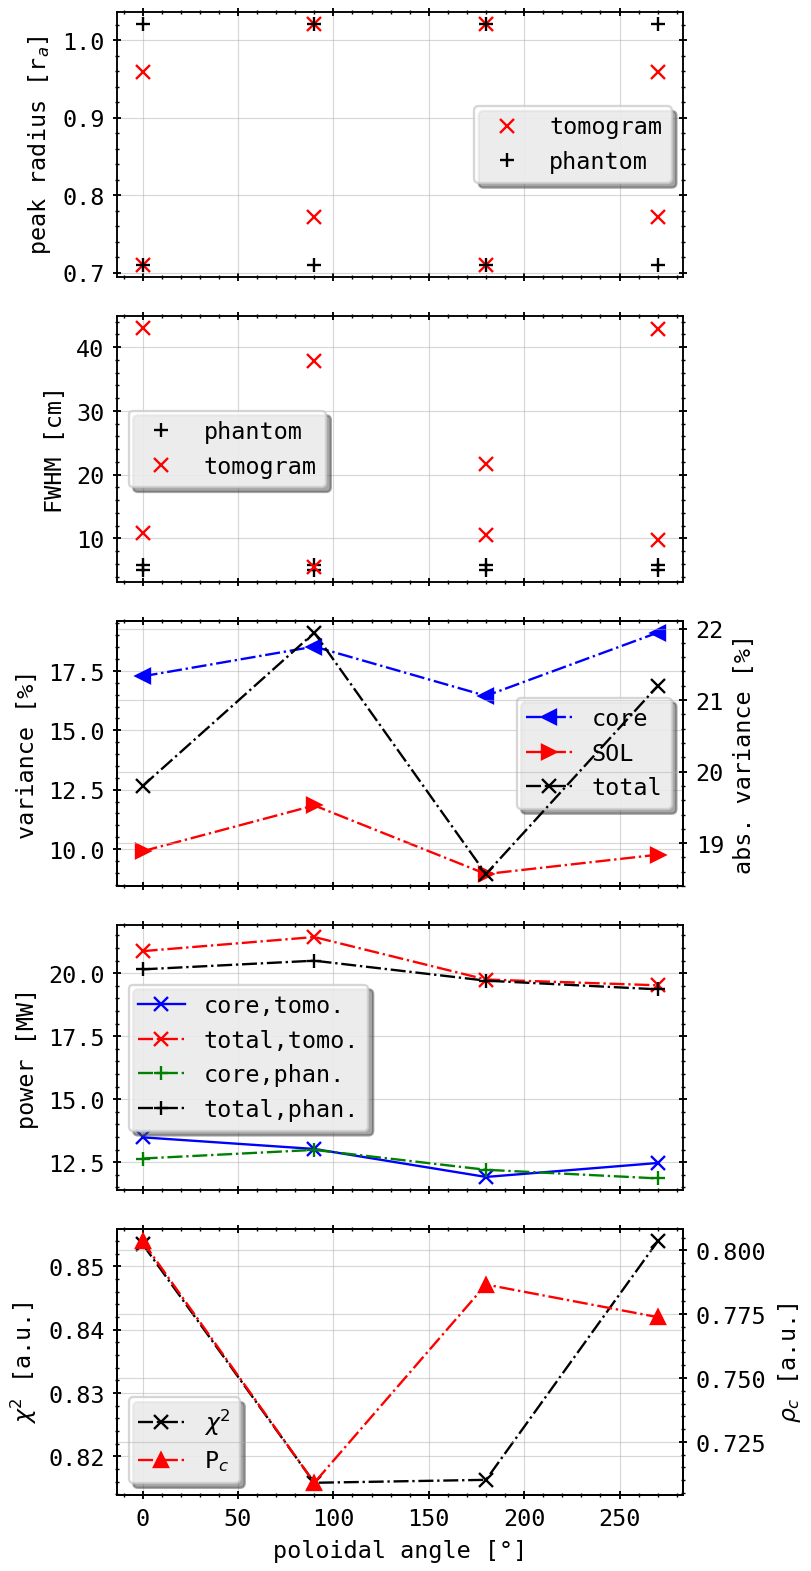 peak radius [r_a]
1.0
0.9
0.8
0.7
tomogram
phantom
FWHM [cm]
40
30
20
10
phantom
tomogram
variance [%]
17.5
15.0
12.5
10.0
core
SOL
total
22
21
20
19
abs. variance [%]
power [MW]
20.0
17.5
15.0
12.5
core,tomo.
total,tomo.
core,phan.
total,phan.
χ² [a.u.]
0.85
0.84
0.83
0.82
χ²
P_c
0.800
0.775
0.750
0.725
ρ_c [a.u.]
0 50 100 150 200 250
poloidal angle [°]